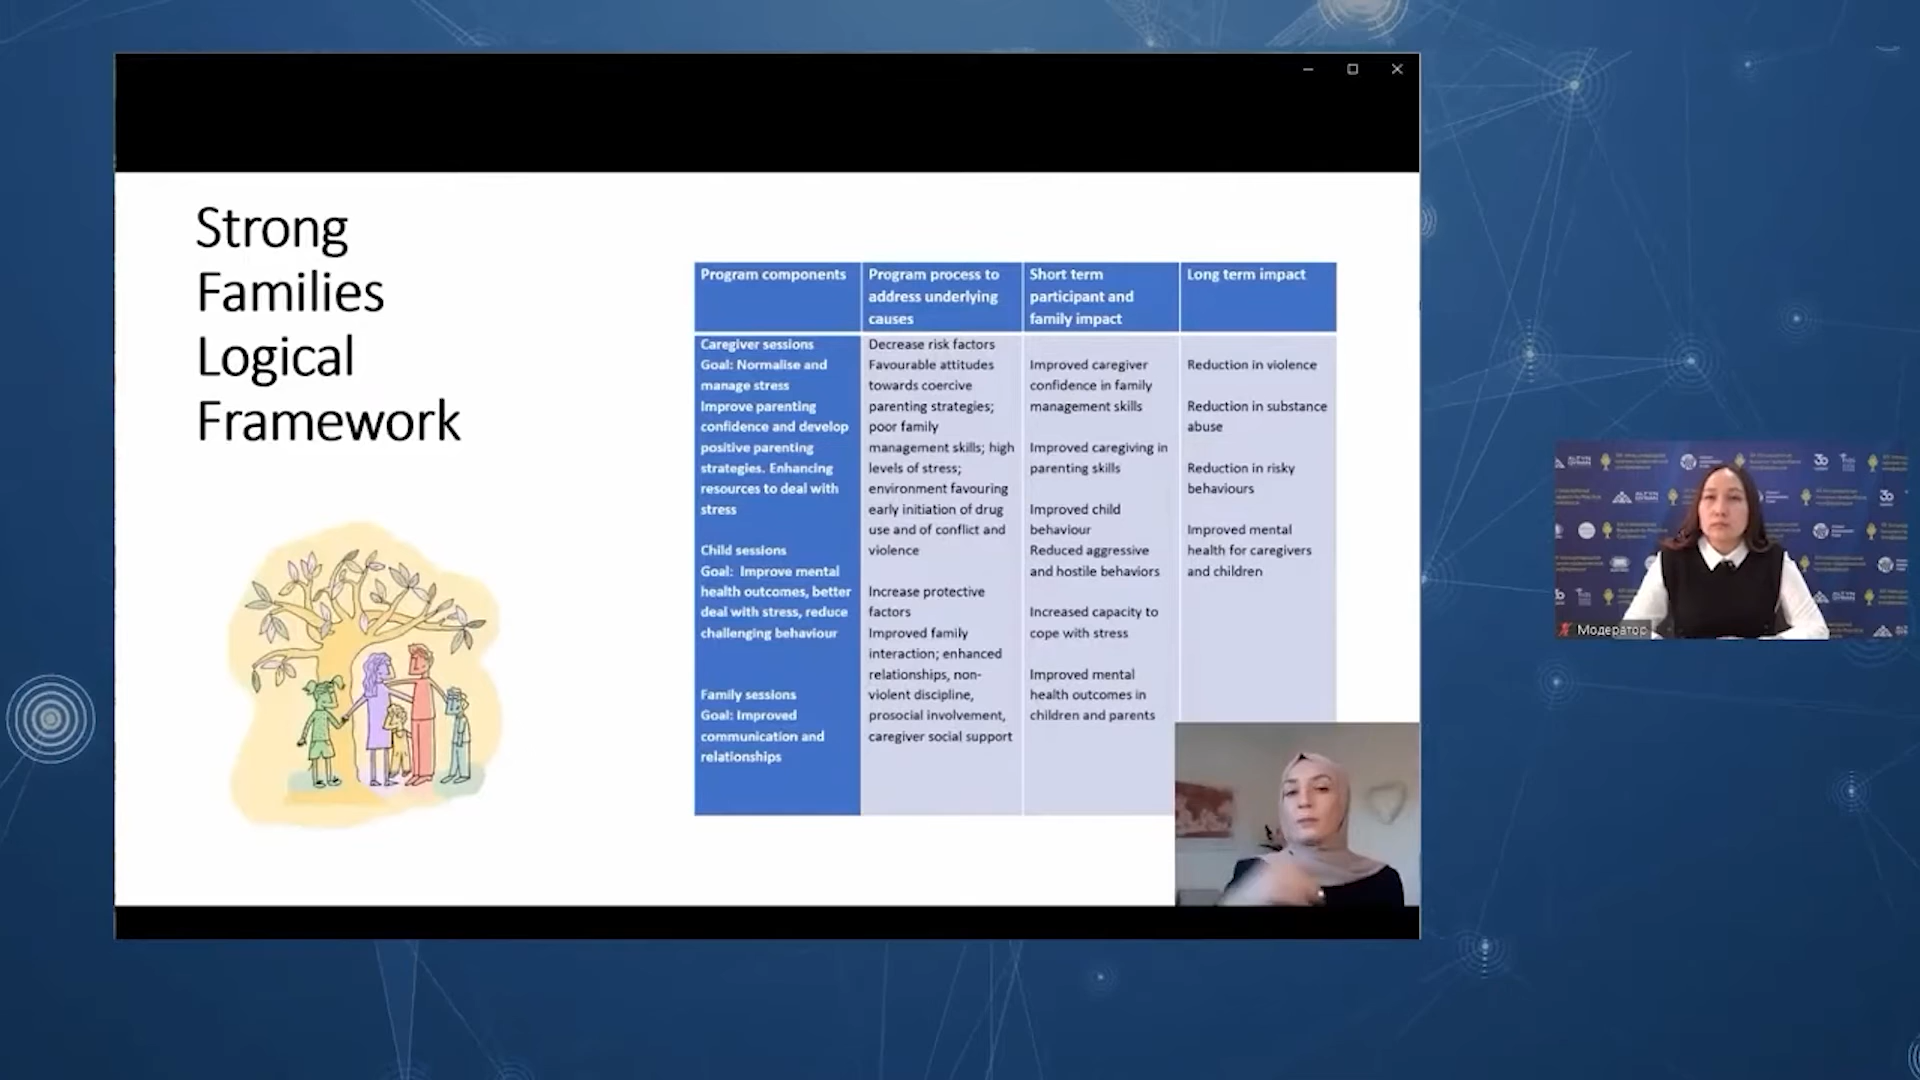 Strong
Families
Logical
Framework
Program components
Program process to
address underlying
causes
Short term
participant and
family impact
Long term impact
Caregiver sessions
Goal: Normalise and
manage stress
Improve parenting
confidence and develop
positive parenting
strategies. Enhancing
resources to deal with
stress
Child sessions
Goal: Improve mental
health outcomes, better
deal with stress, reduce
challenging behaviour
Family sessions
Goal: Improved
communication and
relationships
Decrease risk factors
Favourable attitudes
towards coercive
parenting strategies;
poor family
management skills; high
levels of stress;
environment favouring
early initiation of drug
use and of conflict and
violence
Increase protective
factors
Improved family
interaction; enhanced
relationships, non-
violent discipline,
prosocial involvement,
caregiver social support
Improved caregiver
confidence in family
management skills
Improved caregiving in
parenting skills
Improved child
behaviour
Reduced aggressive
and hostile behaviors
Increased capacity to
cope with stress
Improved mental
health outcomes in
children and parents
Reduction in violence
Reduction in substance
abuse
Reduction in risky
behaviours
Improved mental
health for caregivers
and children
Модератор